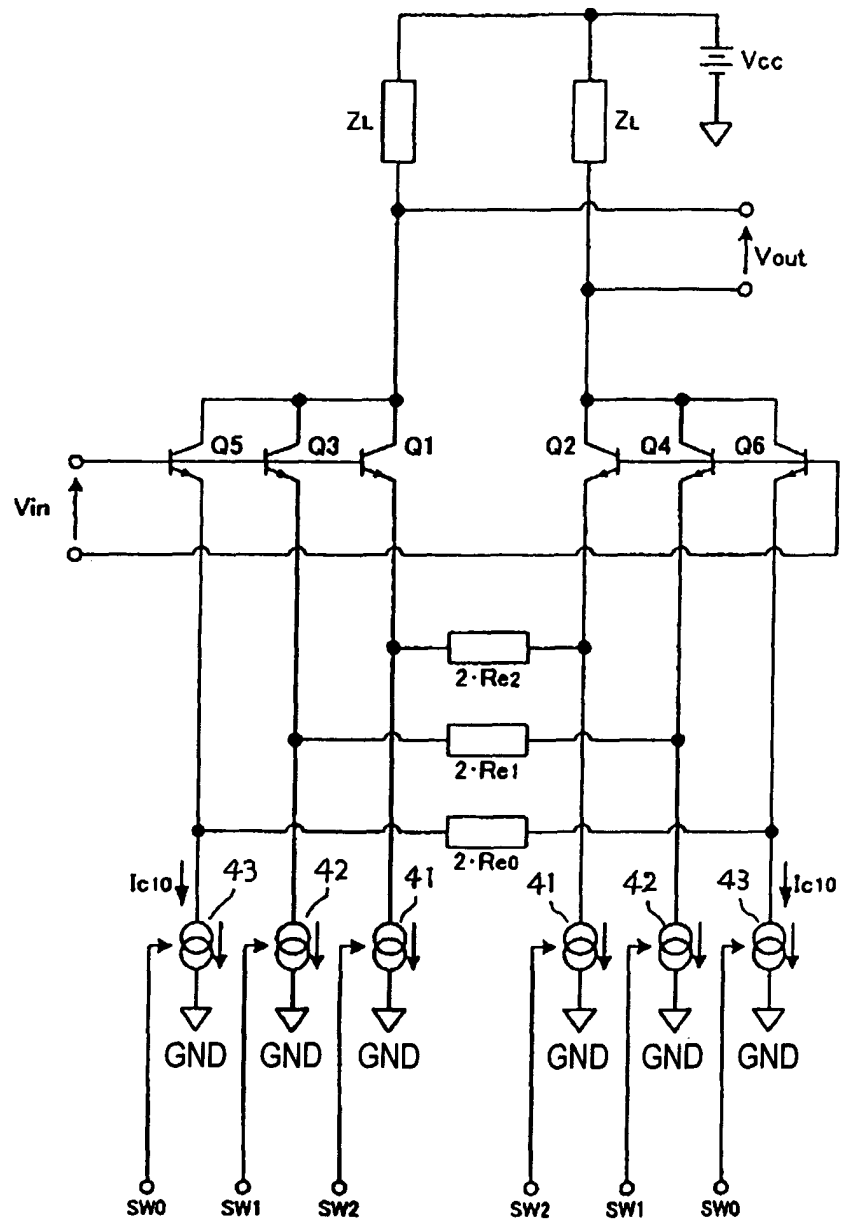 Vcc
ZL ZL
Vout
Q5 Q3 Q1 Q2 Q4 Q6
Vin
2·Re2
2·Re1
2·Re0
Ic10 43 42 41 41 42 43 Ic10
GND GND GND GND GND GND
SW0 SW1 SW2 SW2 SW1 SW0